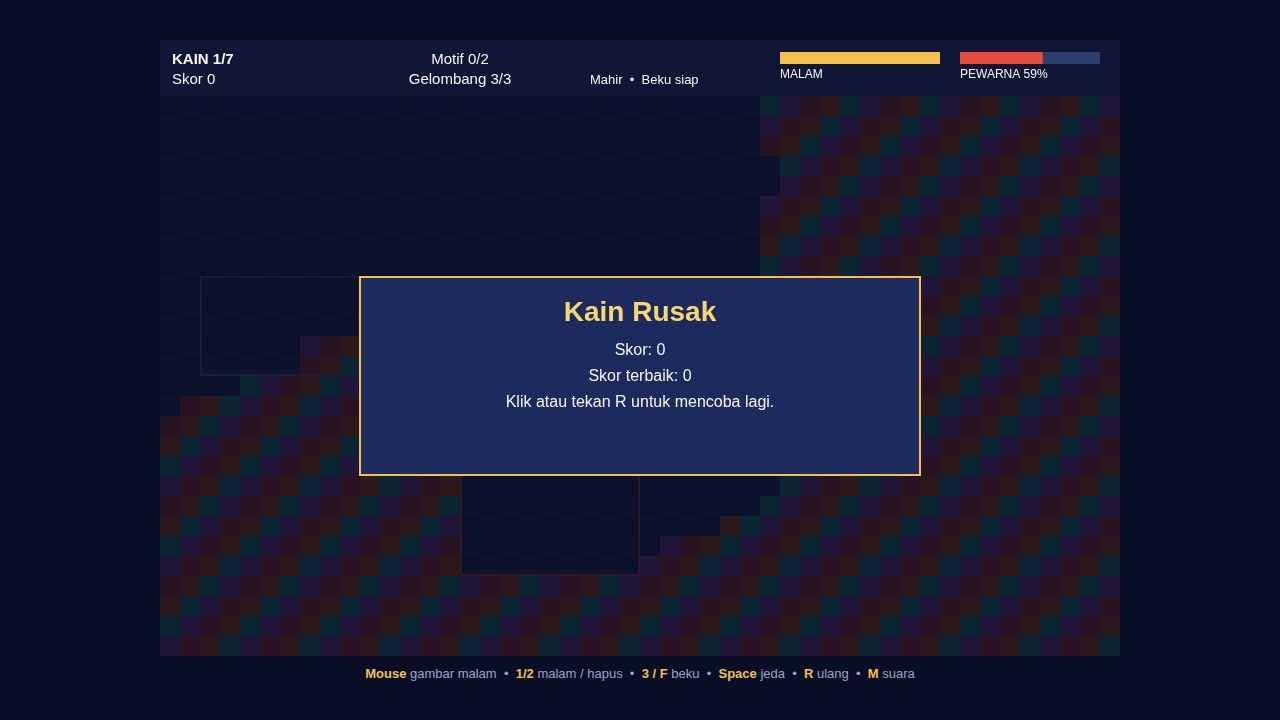 KAIN 1/7
Skor 0
Motif 0/2
Gelombang 3/3
Mahir • Beku siap
MALAM
PEWARNA 59%
Kain Rusak
Skor: 0
Skor terbaik: 0
Klik atau tekan R untuk mencoba lagi.
Mouse gambar malam • 1/2 malam / hapus • 3 / F beku • Space jeda • R ulang • M suara